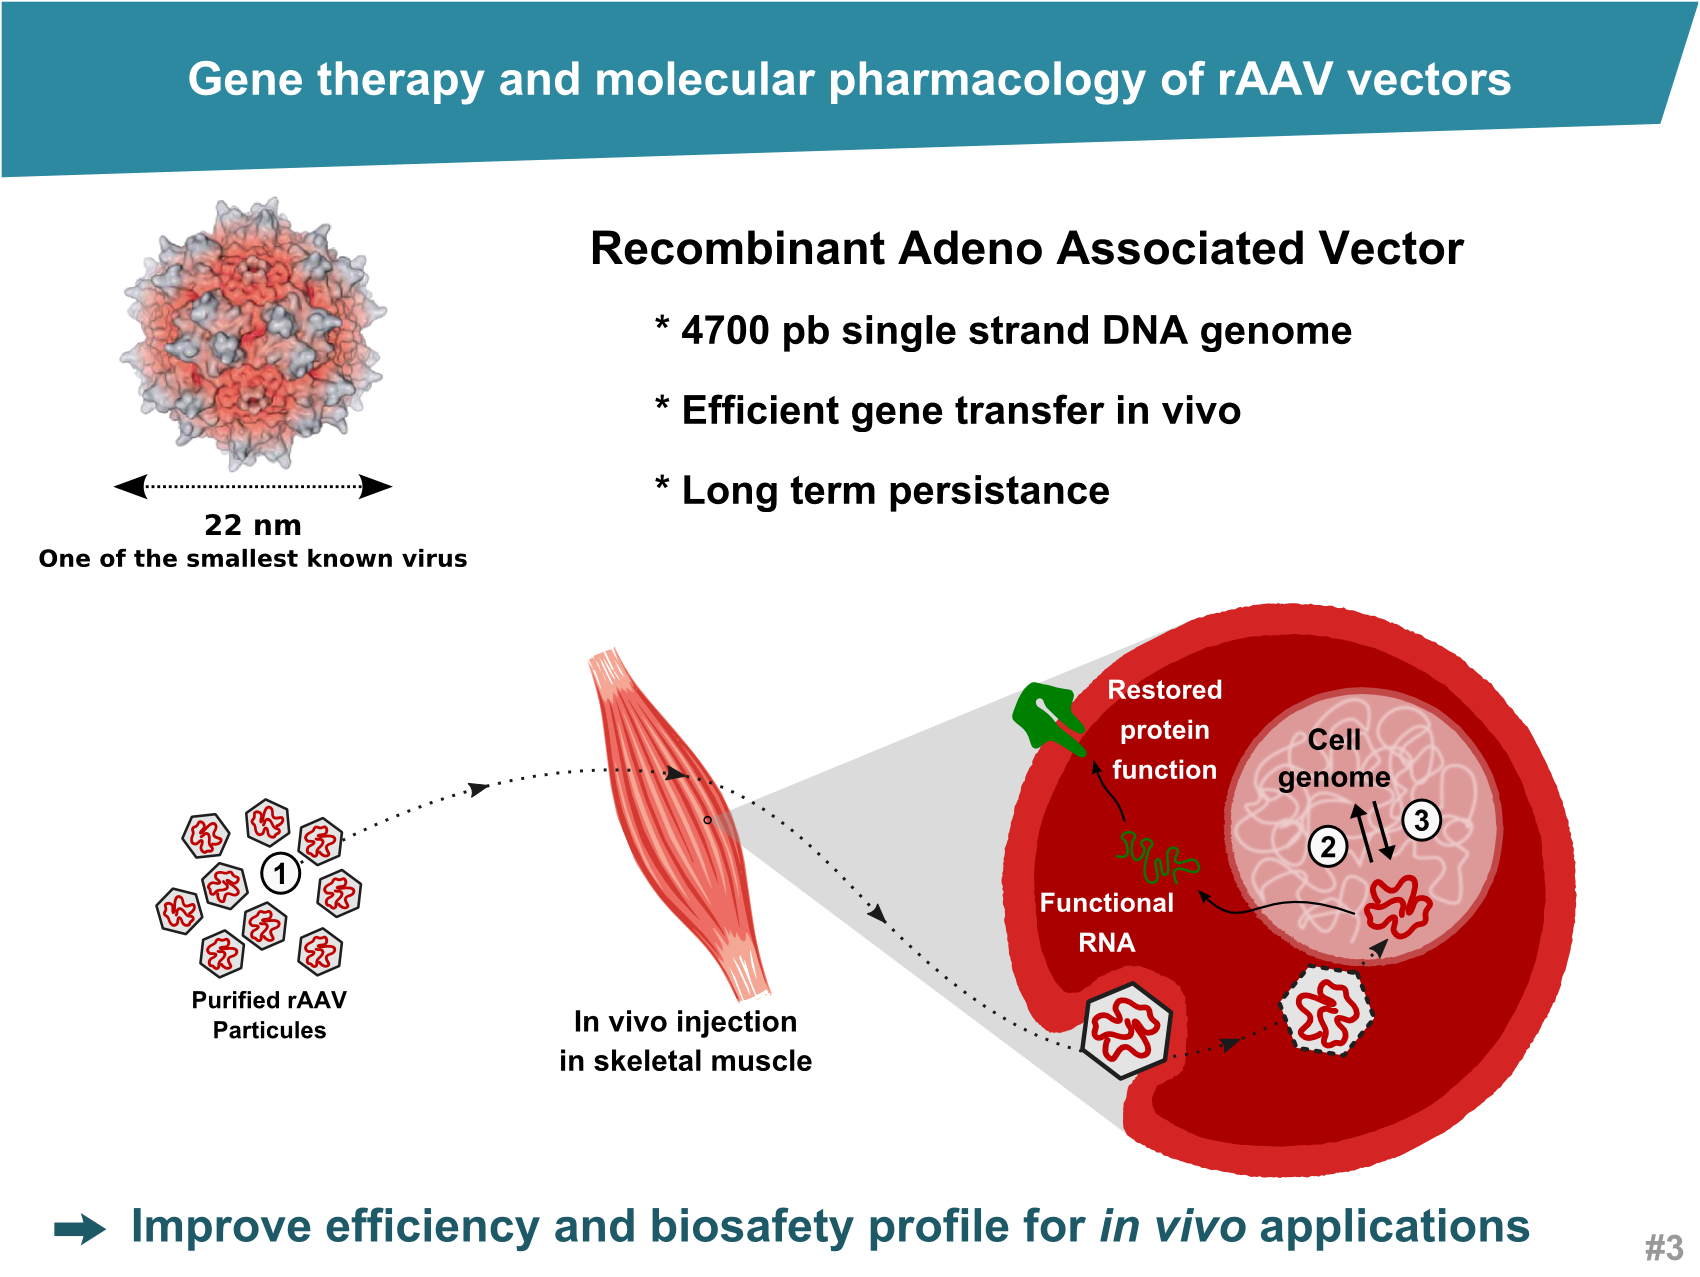 Gene therapy and molecular pharmacology of rAAV vectors
Recombinant Adeno Associated Vector
* 4700 pb single strand DNA genome
* Efficient gene transfer in vivo
* Long term persistance
22 nm
One of the smallest known virus
1
Purified rAAV
Particules
In vivo injection
in skeletal muscle
Restored
protein
function
Cell
genome
2
3
Functional
RNA
Improve efficiency and biosafety profile for in vivo applications
#3